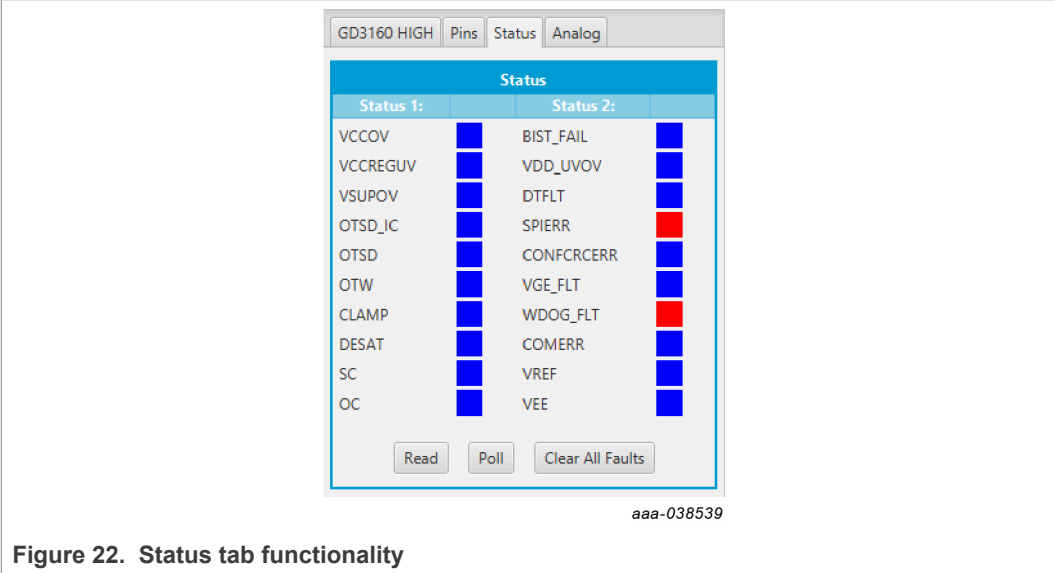 GD3160 HIGH Pins Status Analog
Status
Status 1: Status 2:
VCCOV BIST_FAIL
VCCREGUV VDD_UVOV
VSUPOV DTFLT
OTSD_IC SPIERR
OTSD CONFCRCERR
OTW VGE_FLT
CLAMP WDOG_FLT
DESAT COMERR
SC VREF
OC VEE
Read Poll Clear All Faults
aaa-038539
Figure 22. Status tab functionality